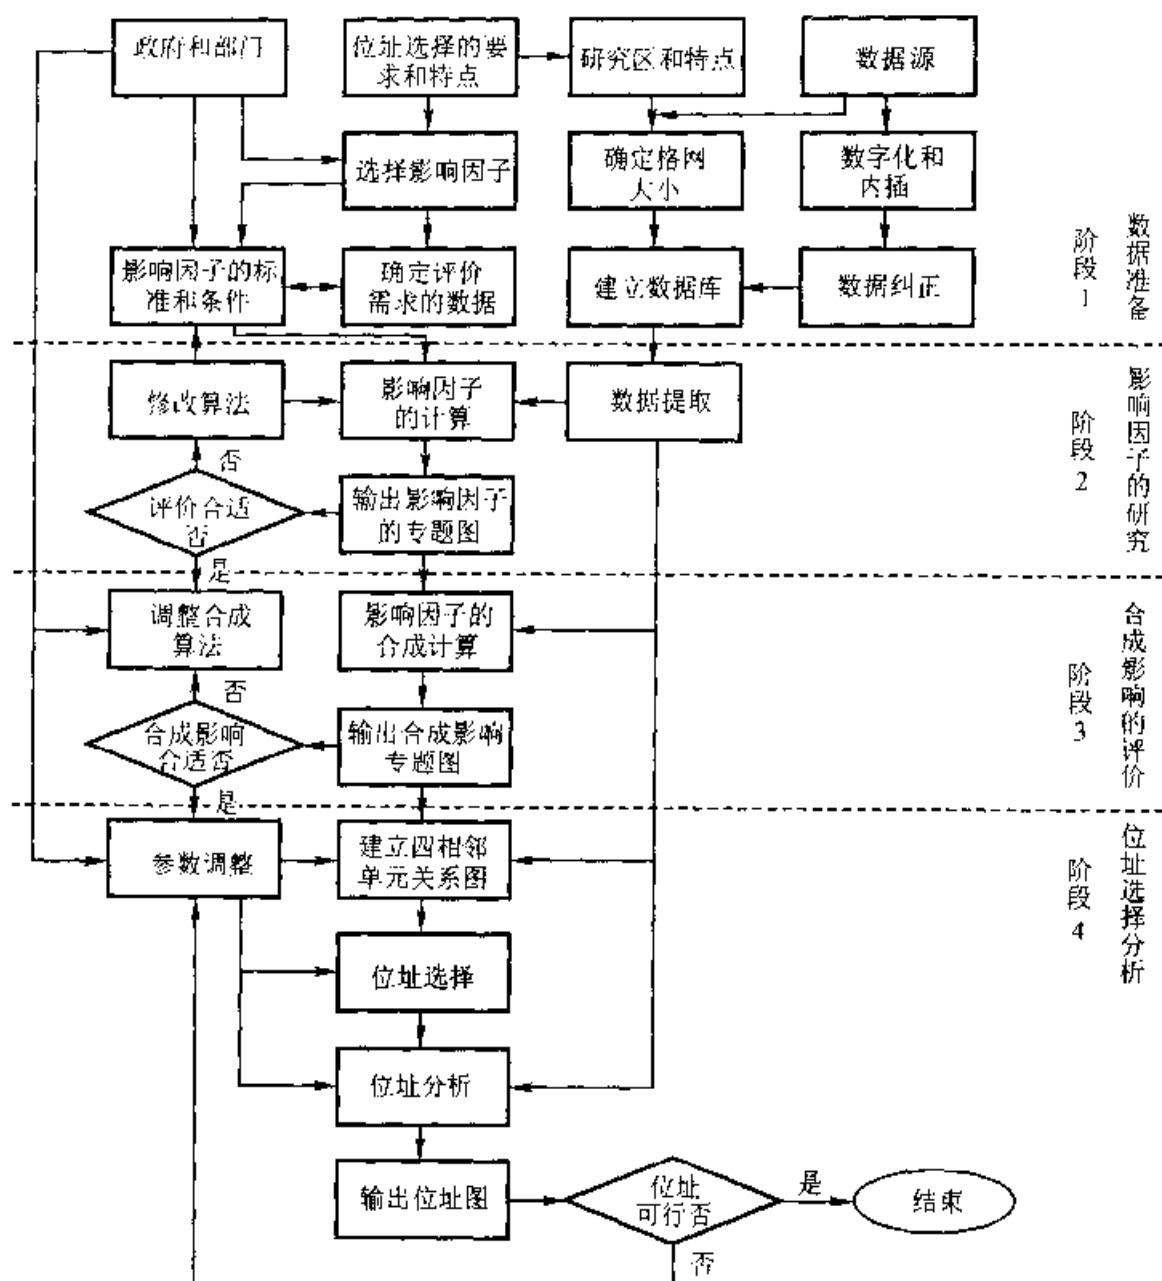 政府和部门
位址选择的要
求和特点
研究区和特点
数据源
选择影响因子
确定格网
大小
数字化和
内插
影响因子的标
准和条件
确定评价
需求的数据
建立数据库
数据纠正
阶段1
数据准备
修改算法
影响因子
的计算
数据提取
否
评价合适
否
输出影响因子
的专题图
是
阶段2
影响因子的研究
调整合成
算法
影响因子的
合成计算
否
合成影响
合适否
输出合成影响
专题图
是
阶段3
合成影响的评价
参数调整
建立四相邻
单元关系图
位址选择
位址分析
阶段4
位址选择分析
输出位址图
位址
可行否
是
结束
否